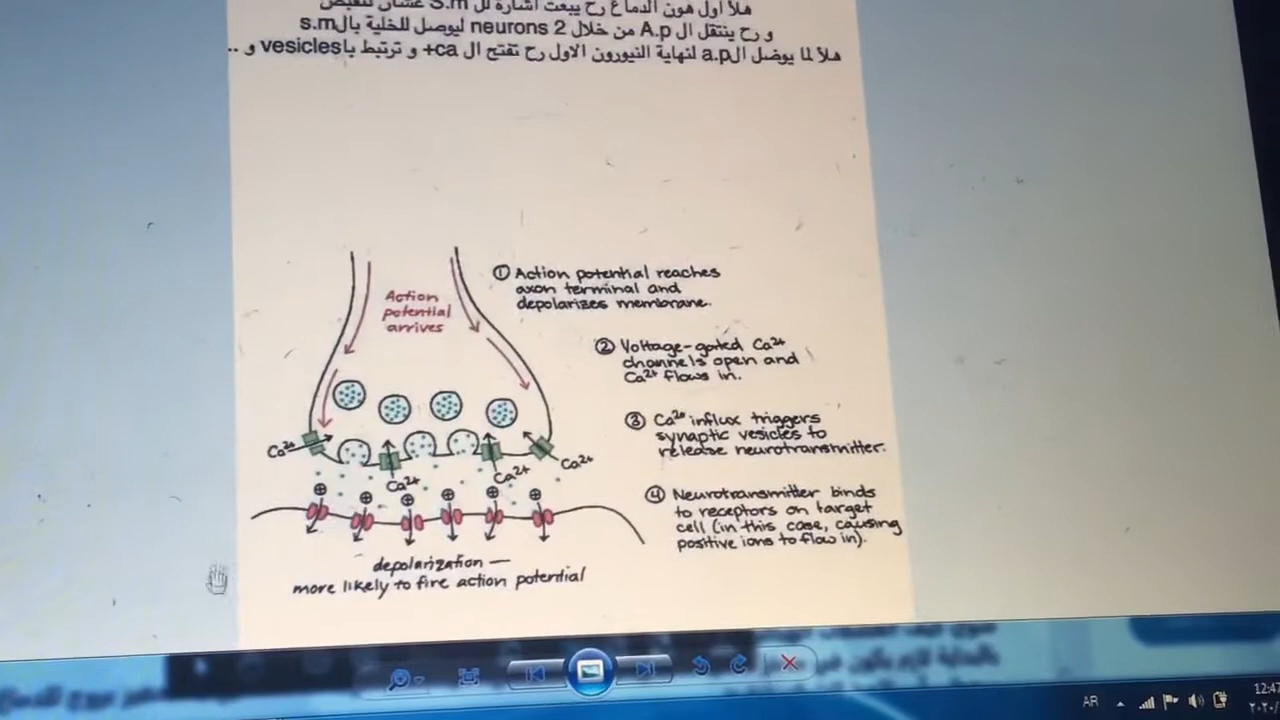 هلأ اول هون الدماغ رح يبعت اشارة لل S.m عشان تنقبض
و رح ينتقل ال A.p من خلال 2 neurons ليوصل للخلية بالs.m
هلأ لما يوضل الa.p لنهاية النيورون الاول رح تفتح ال ca+ و ترتبط باvesicles و ..
Action
potential
arrives
① Action potential reaches
axon terminal and
depolarizes membrane.
② Voltage-gated Ca²⁺
channels open and
Ca²⁺ flows in.
③ Ca²⁺ influx triggers
synaptic vesicles to
release neurotransmitter.
④ Neurotransmitter binds
to receptors on target
cell (in this case, causing
positive ions to flow in).
Ca²⁺
Ca²⁺
Ca²⁺
Ca²⁺
depolarization —
more likely to fire action potential
AR